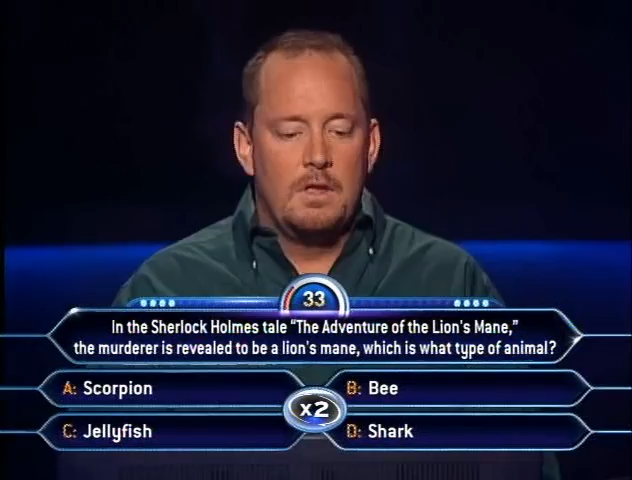 33
In the Sherlock Holmes tale “The Adventure of the Lion's Mane,”
the murderer is revealed to be a lion's mane, which is what type of animal?
A: Scorpion
B: Bee
x2
C: Jellyfish
D: Shark